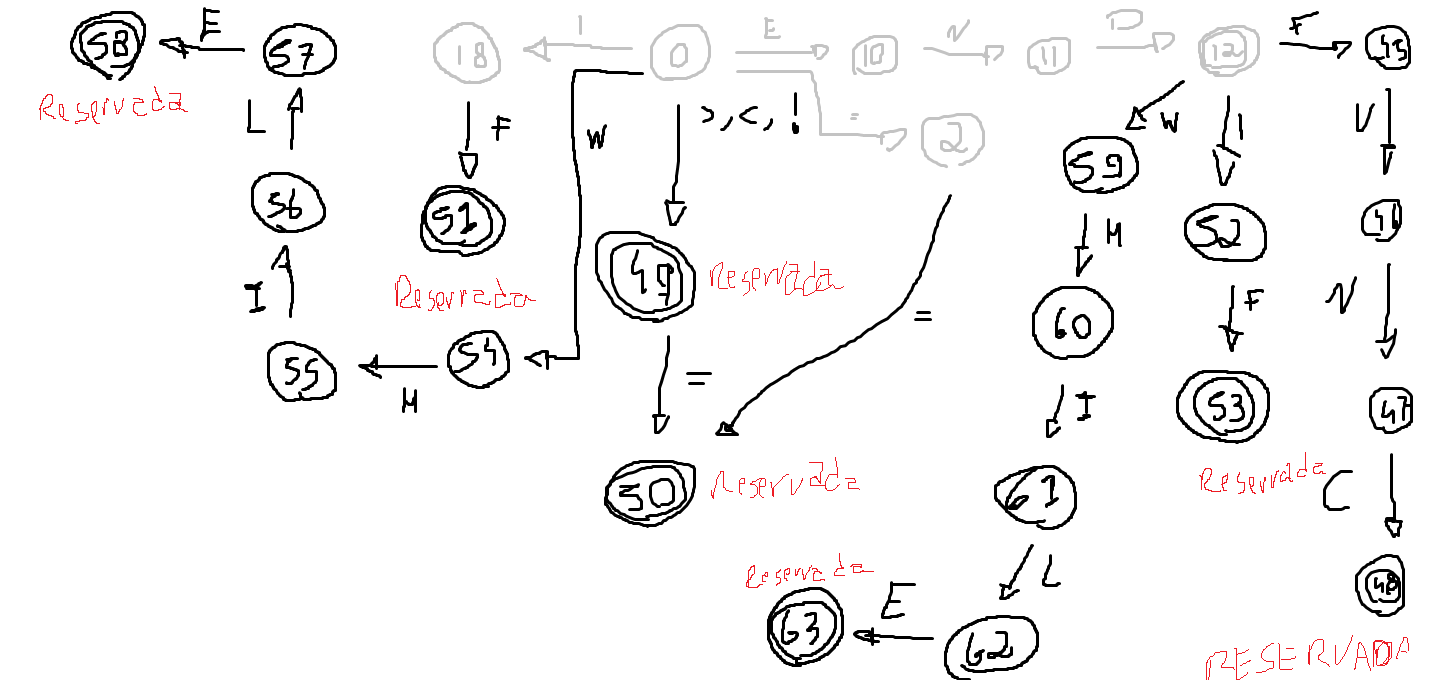 58 E 57 18 I 0 E 10 N 11 D 12 F 45
Reservada
L F W >, <, ! = 2 W I V
56 51 59 52 46
Reservada 49 Reservada M F N
I = 60
55 M 54 = 53 47
50 Reservada I Reservada C
61
L
Reservada 48
63 E 62
RESERVADA